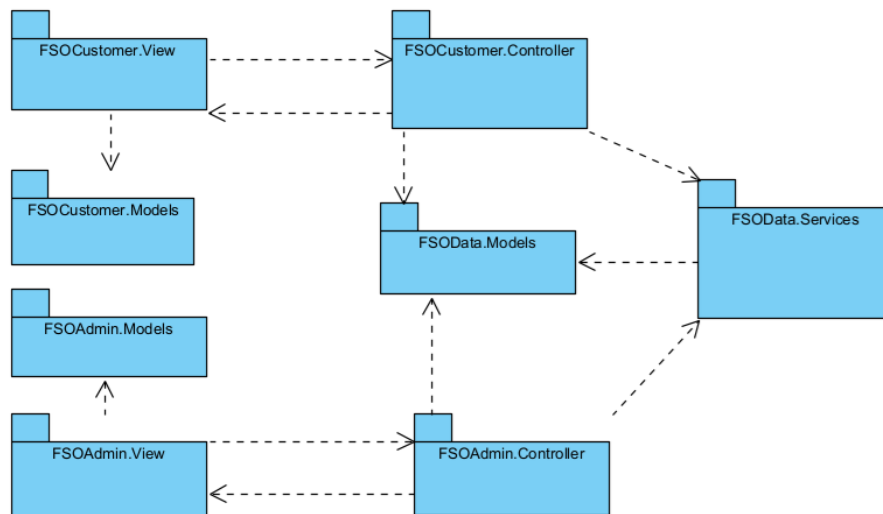 FSOCustomer.View
FSOCustomer.Controller
FSOCustomer.Models
FSOData.Services
FSOData.Models
FSOAdmin.Models
FSOAdmin.View
FSOAdmin.Controller